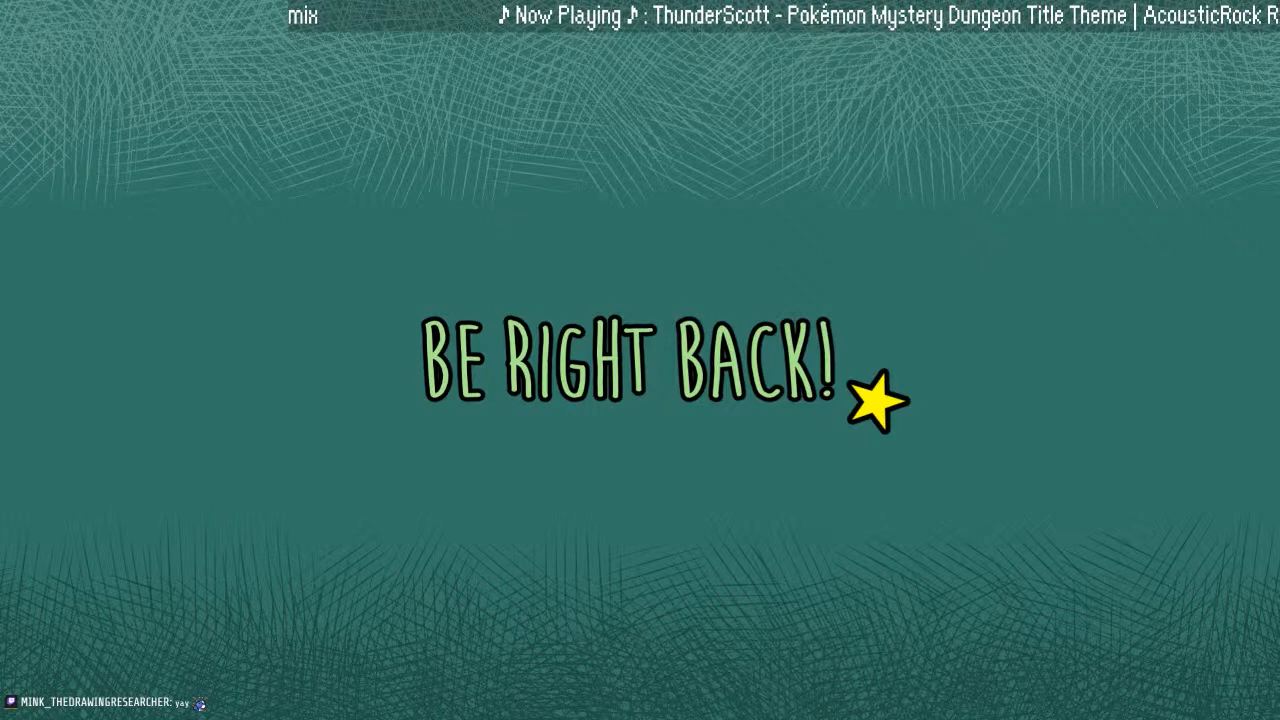 mix ♪ Now Playing ♪ : ThunderScott - Pokémon Mystery Dungeon Title Theme | AcousticRock R
BE RIGHT BACK!
MINK_THEDRAWINGRESEARCHER: yay